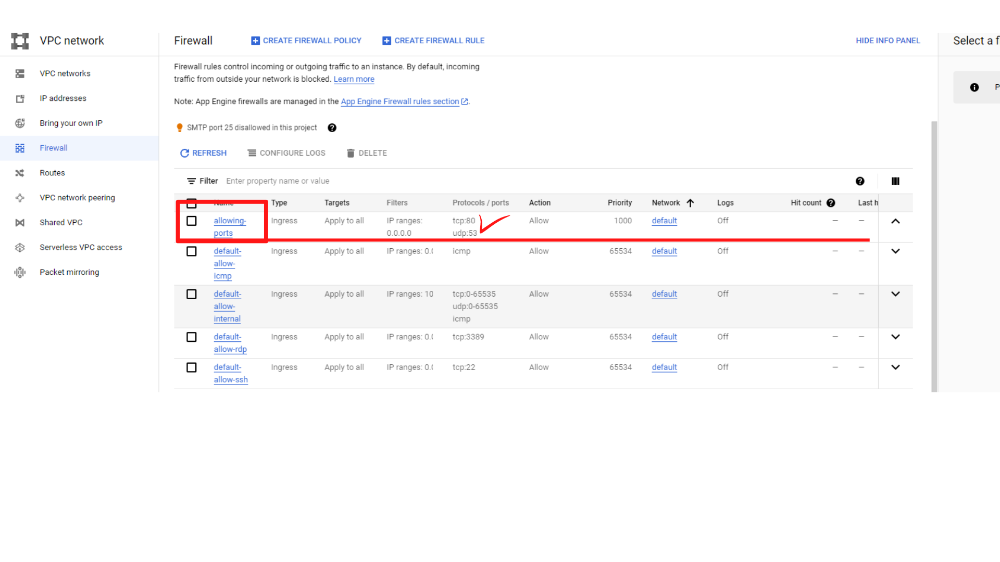 VPC network
Firewall
CREATE FIREWALL POLICY
CREATE FIREWALL RULE
HIDE INFO PANEL
Select a f
VPC networks
IP addresses
Bring your own IP
Firewall
Routes
VPC network peering
Shared VPC
Serverless VPC access
Packet mirroring
Firewall rules control incoming or outgoing traffic to an instance. By default, incoming
traffic from outside your network is blocked. Learn more
Note: App Engine firewalls are managed in the App Engine Firewall rules section.
SMTP port 25 disallowed in this project
REFRESH CONFIGURE LOGS DELETE
Filter Enter property name or value
Name Type Targets Filters Protocols / ports Action Priority Network Logs Hit count Last h
allowing- Ingress Apply to all IP ranges: tcp:80 Allow 1000 default Off — —
ports 0.0.0.0 udp:53
default- Ingress Apply to all IP ranges: 0.( icmp Allow 65534 default Off — —
allow-
icmp
default- Ingress Apply to all IP ranges: 10 tcp:0-65535 Allow 65534 default Off — —
allow- udp:0-65535
internal icmp
default- Ingress Apply to all IP ranges: 0.( tcp:3389 Allow 65534 default Off — —
allow-rdp
default- Ingress Apply to all IP ranges: 0.( tcp:22 Allow 65534 default Off — —
allow-ssh
P